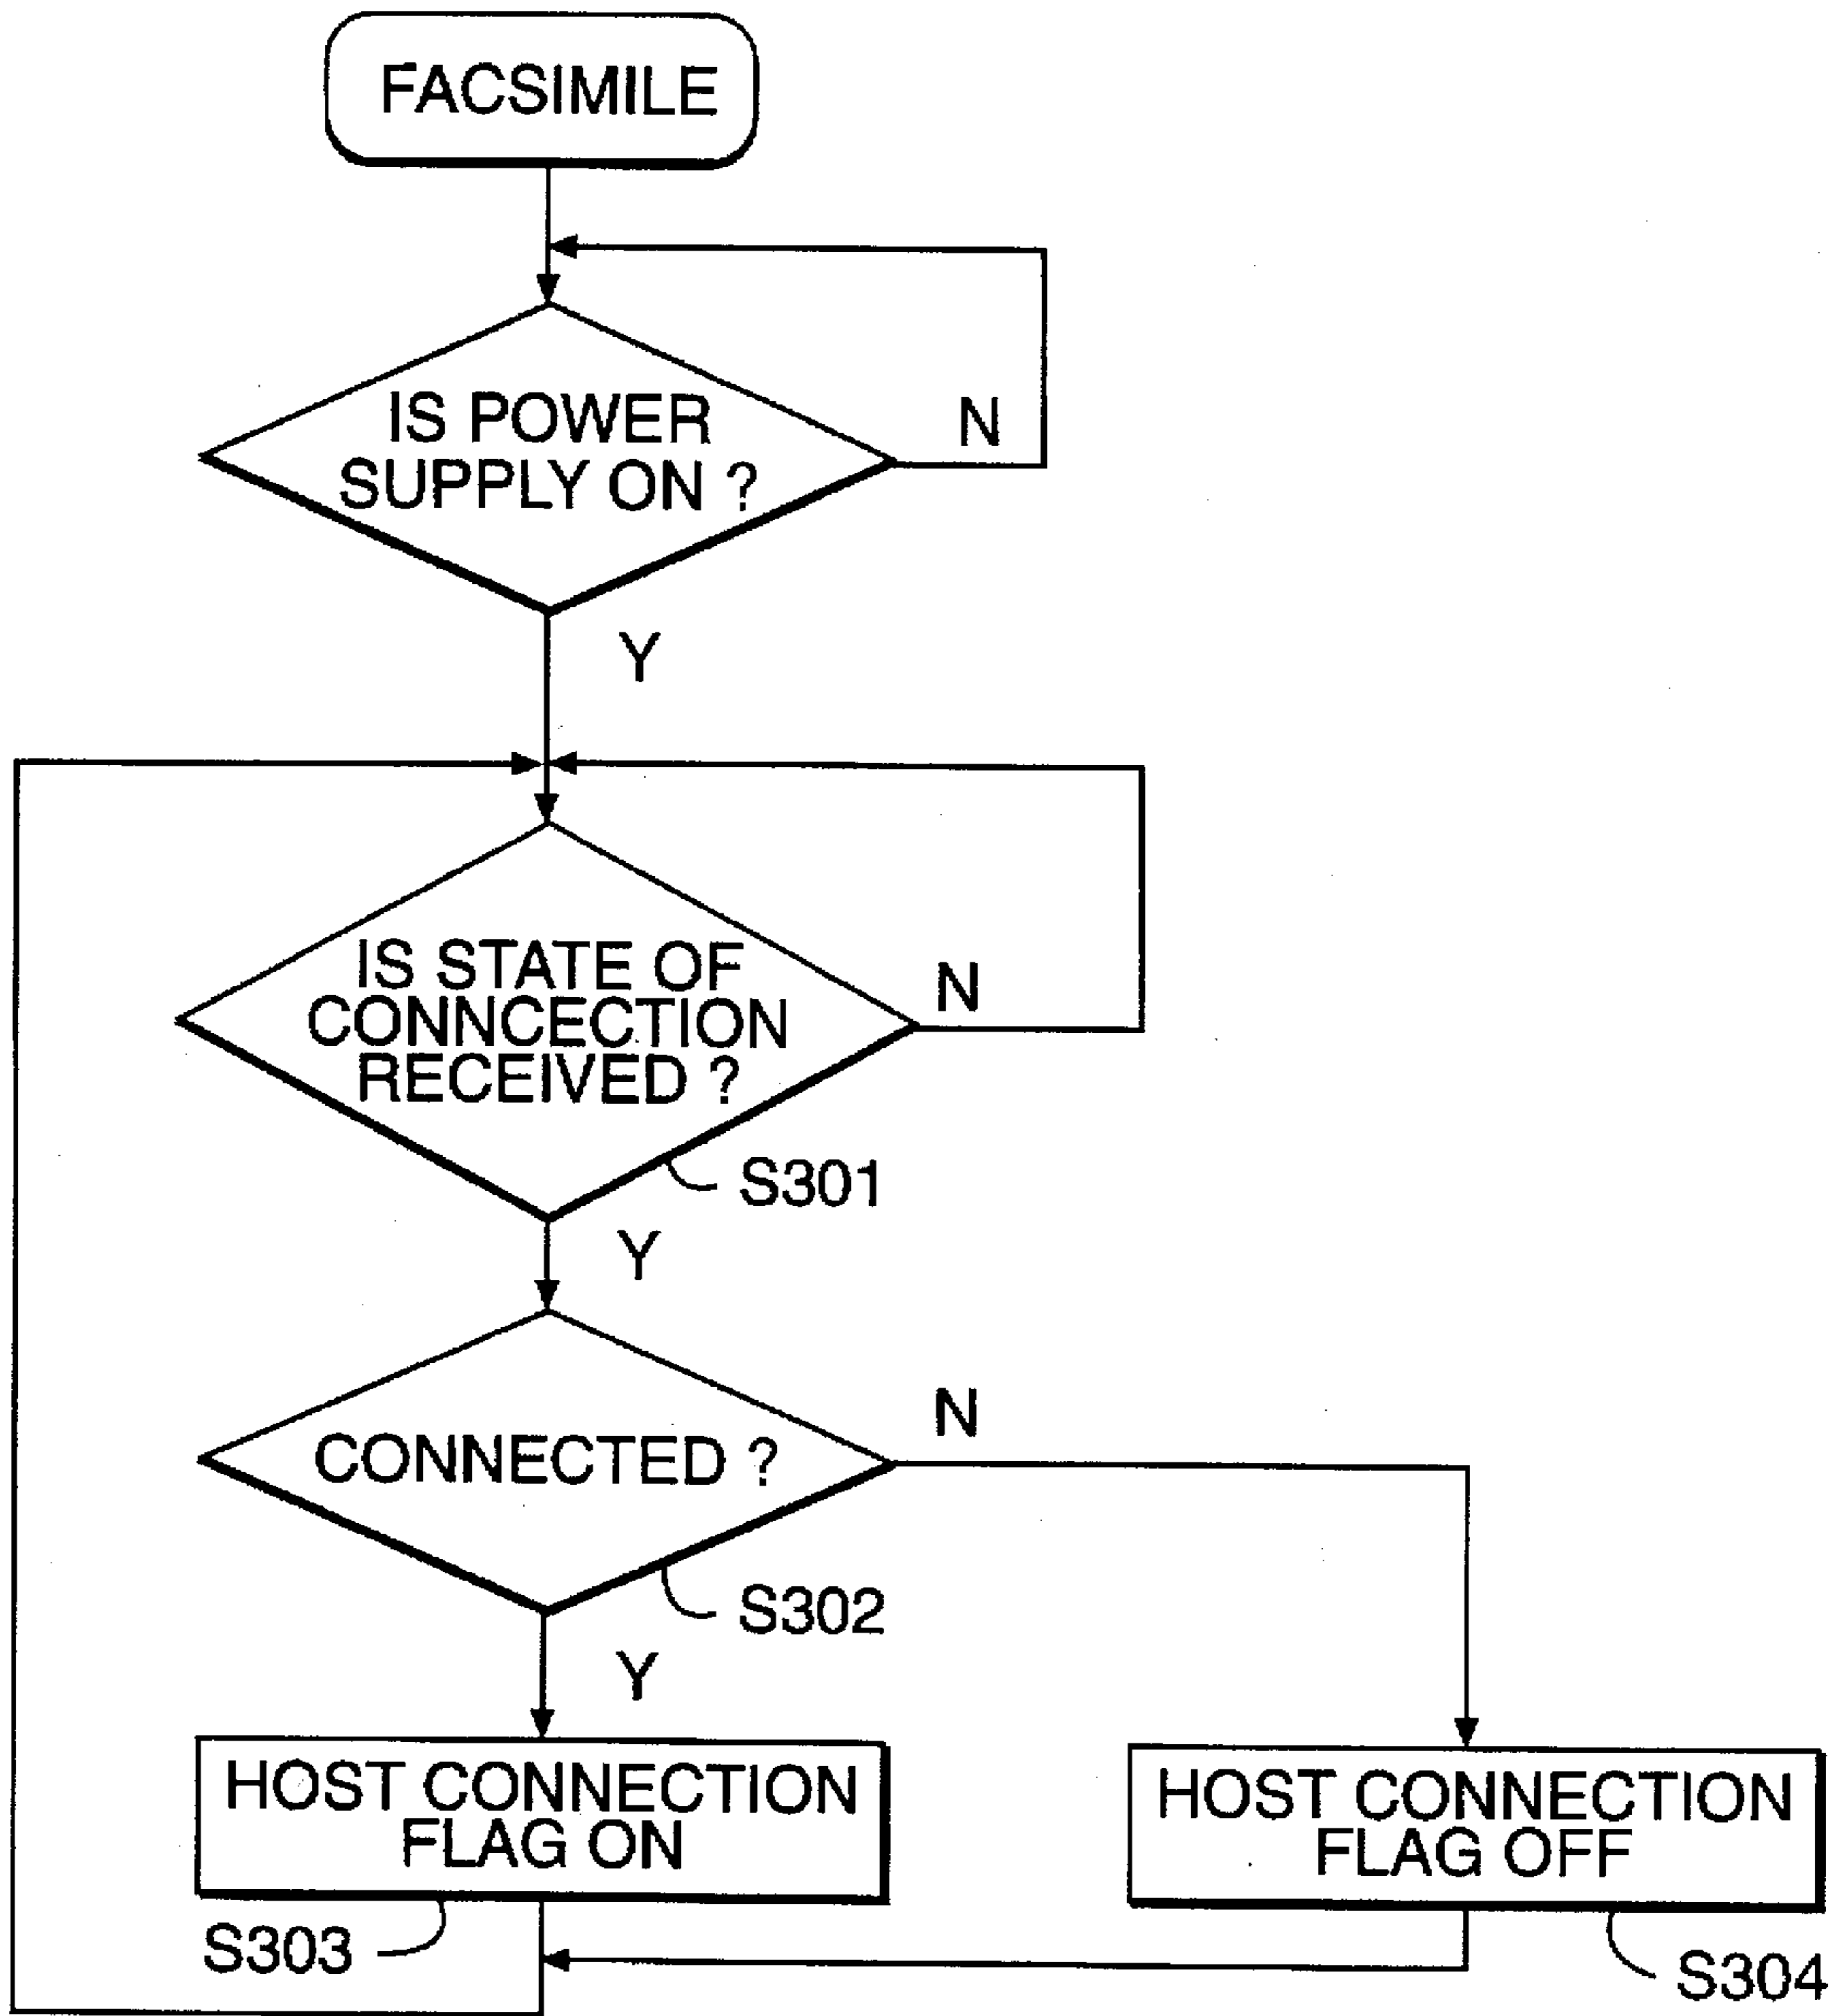 FACSIMILE
IS POWER
SUPPLY ON ?
N
Y
IS STATE OF
CONNCECTION
RECEIVED ?
N
S301
Y
CONNECTED ?
N
S302
Y
HOST CONNECTION
FLAG ON
HOST CONNECTION
FLAG OFF
S303
S304